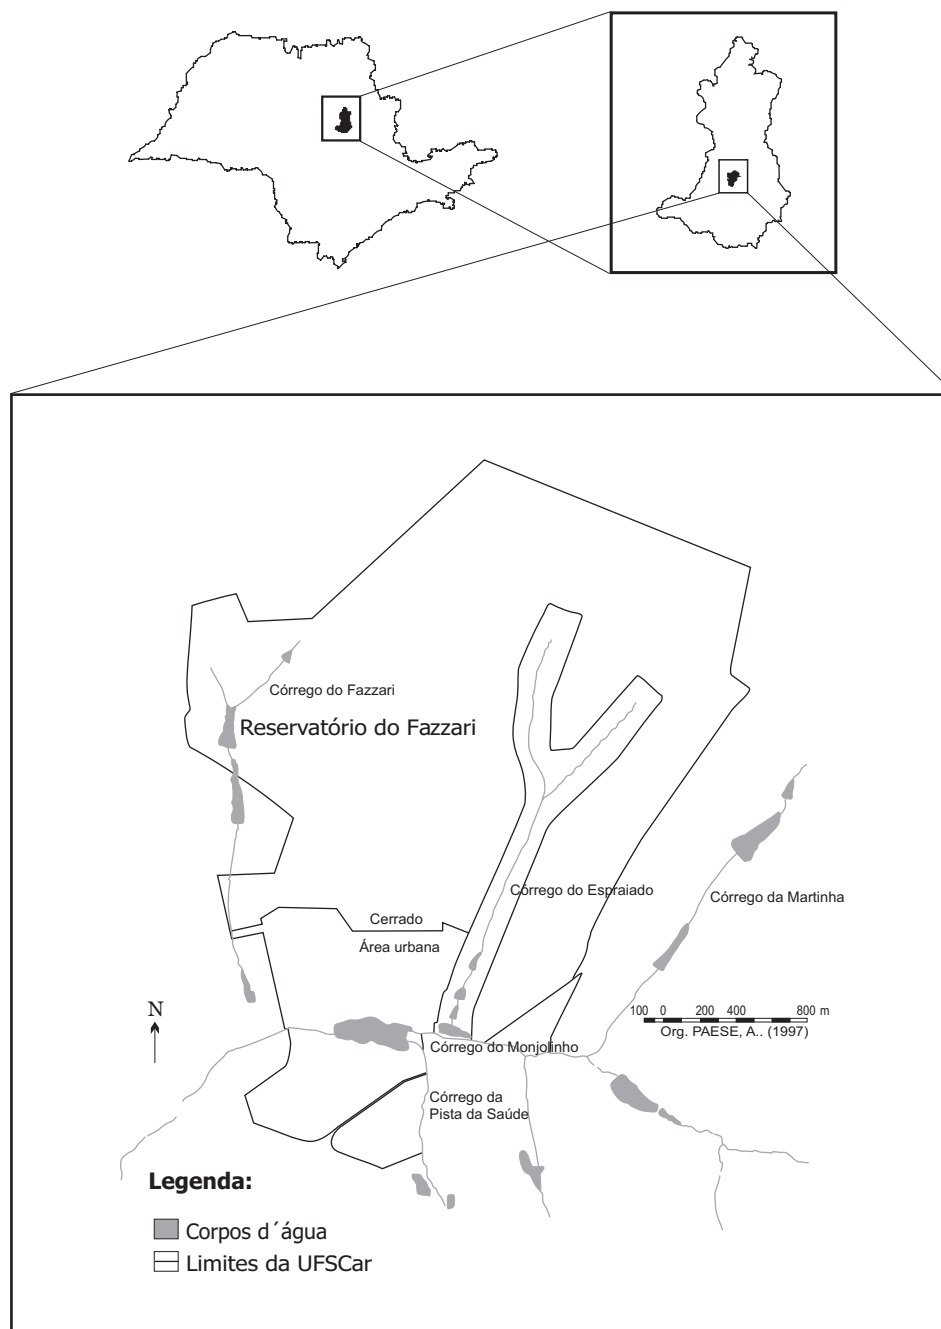 Córrego do Fazzari
Reservatório do Fazzari
Córrego do Espraiado
Córrego da Martinha
Cerrado
Área urbana
N
100 0 200 400 800 m
Org. PAESE, A.. (1997)
Córrego do Monjolinho
Córrego da
Pista da Saúde
Legenda:
Corpos d´água
Limites da UFSCar